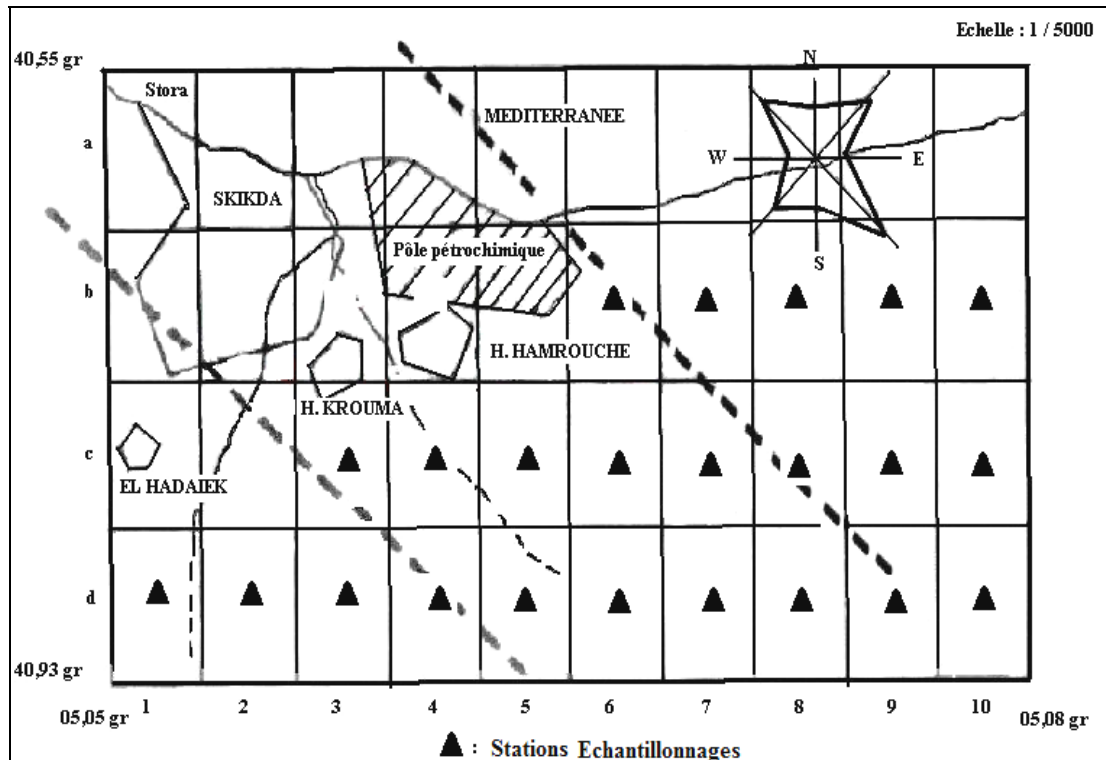 Echelle : 1 / 5000
40,55 gr
N
Stora
MEDITERRANEE
a
W
E
SKIKDA
S
Pôle pétrochimique
b
H. HAMROUCHE
H. KROUMA
c
EL HADAIEK
d
40,93 gr
1 2 3 4 5 6 7 8 9 10
05,05 gr
05,08 gr
: Stations Echantillonnages